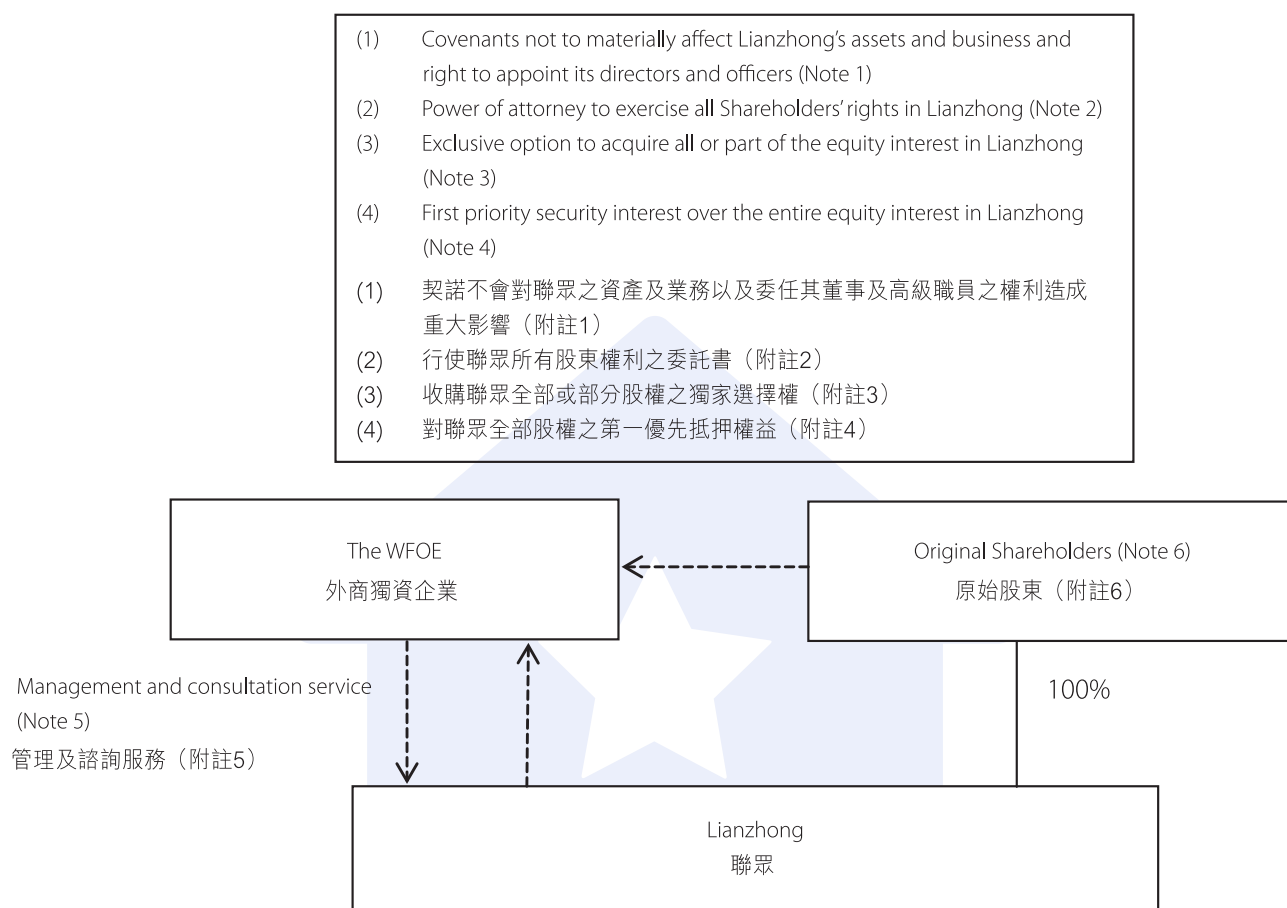 (1) Covenants not to materially affect Lianzhong's assets and business and
right to appoint its directors and officers (Note 1)
(2) Power of attorney to exercise all Shareholders' rights in Lianzhong (Note 2)
(3) Exclusive option to acquire all or part of the equity interest in Lianzhong
(Note 3)
(4) First priority security interest over the entire equity interest in Lianzhong
(Note 4)
(1) 契諾不會對聯眾之資產及業務以及委任其董事及高級職員之權利造成
重大影響（附註1）
(2) 行使聯眾所有股東權利之委託書（附註2）
(3) 收購聯眾全部或部分股權之獨家選擇權（附註3）
(4) 對聯眾全部股權之第一優先抵押權益（附註4）
The WFOE
外商獨資企業
Original Shareholders (Note 6)
原始股東（附註6）
Management and consultation service
(Note 5)
管理及諮詢服務（附註5）
100%
Lianzhong
聯眾